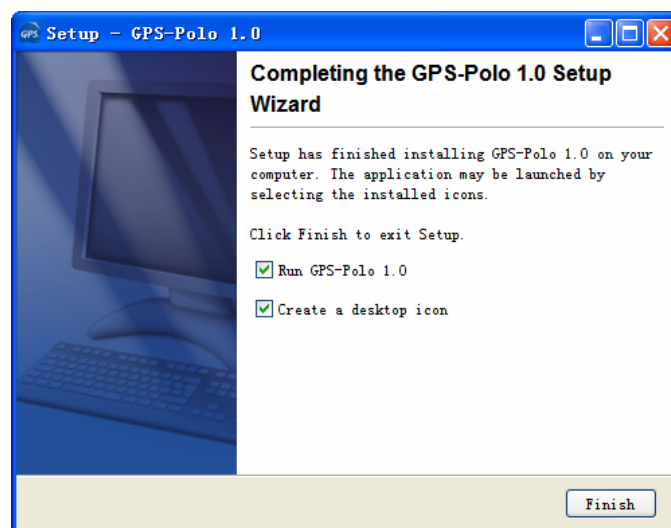 GPS Setup - GPS-Polo 1.0
Completing the GPS-Polo 1.0 Setup
Wizard
Setup has finished installing GPS-Polo 1.0 on your
computer. The application may be launched by
selecting the installed icons.
Click Finish to exit Setup.
Run GPS-Polo 1.0
Create a desktop icon
Finish